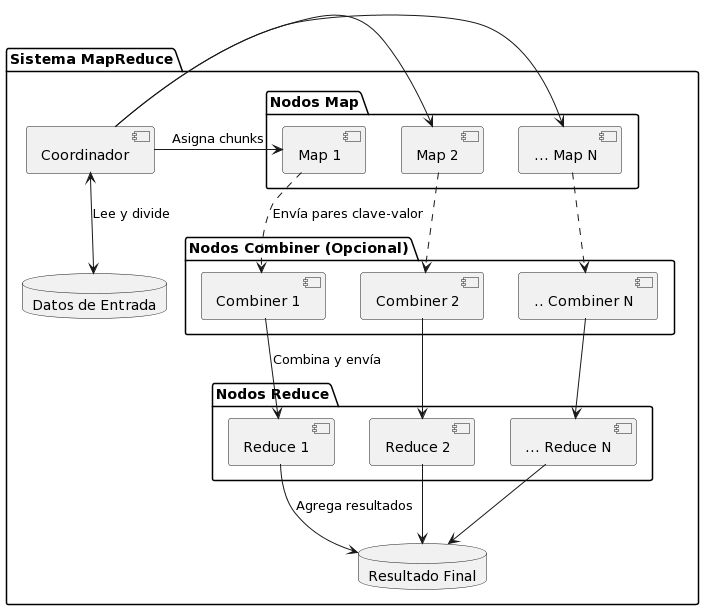 Sistema MapReduce
Nodos Map
Coordinador
Asigna chunks
Map 1
Map 2
... Map N
Lee y divide
Envía pares clave-valor
Nodos Combiner (Opcional)
Datos de Entrada
Combiner 1
Combiner 2
.. Combiner N
Combina y envía
Nodos Reduce
Reduce 1
Reduce 2
... Reduce N
Agrega resultados
Resultado Final